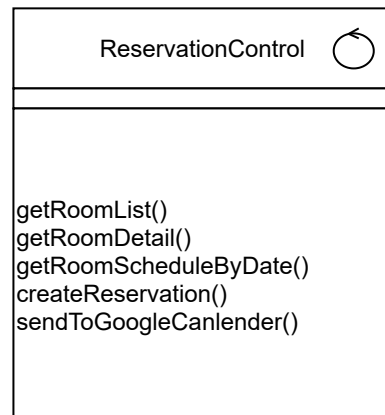 ReservationControl
getRoomList()
getRoomDetail()
getRoomScheduleByDate()
createReservation()
sendToGoogleCanlender()